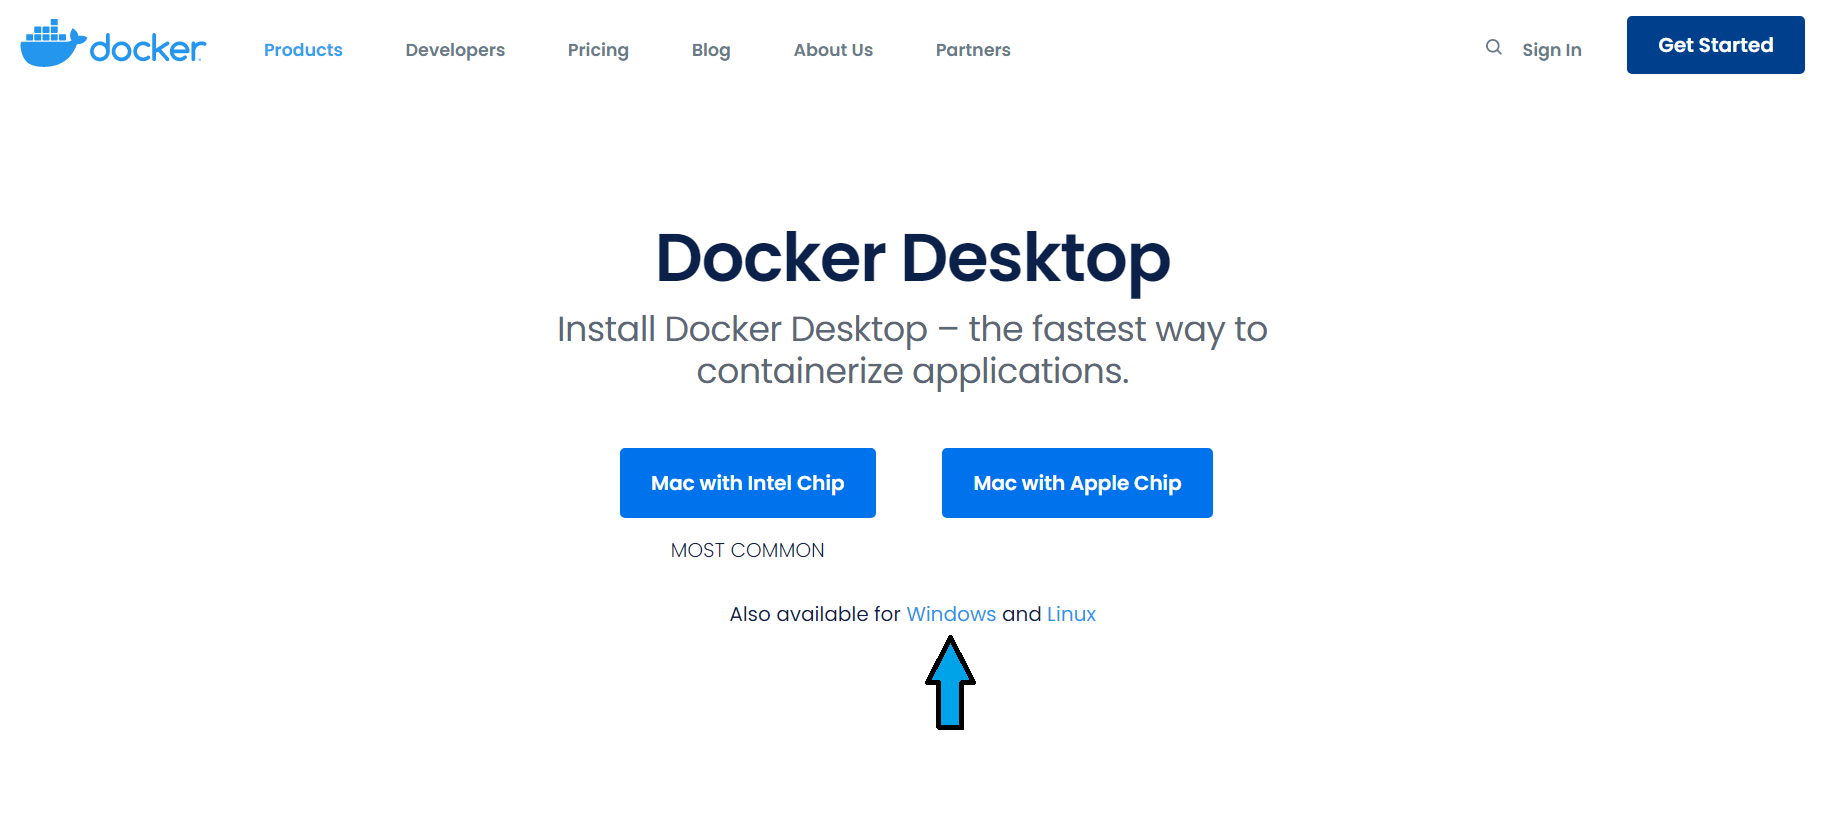 docker
Products
Developers
Pricing
Blog
About Us
Partners
Sign In
Get Started
Docker Desktop
Install Docker Desktop – the fastest way to
containerize applications.
Mac with Intel Chip
Mac with Apple Chip
MOST COMMON
Also available for Windows and Linux